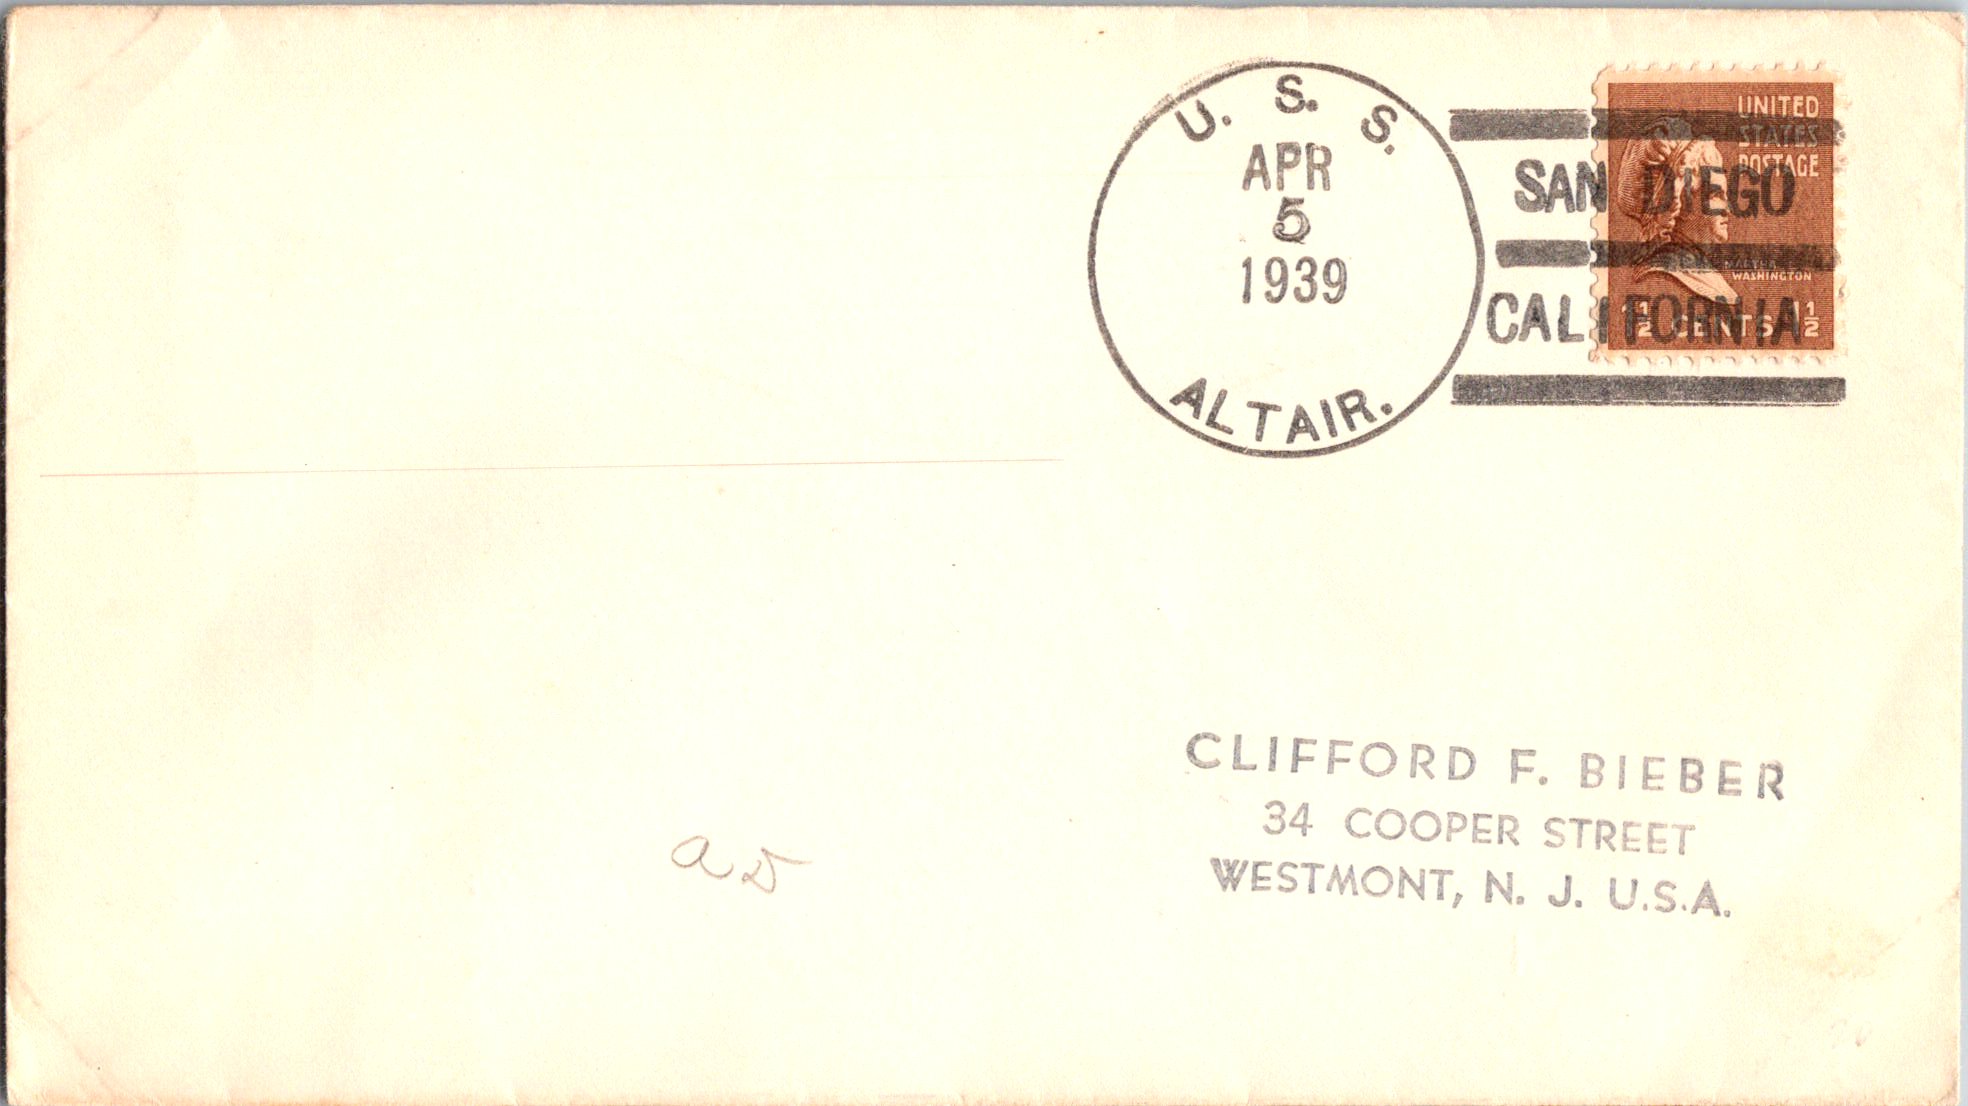 U. S. S.
APR
5
1939
ALTAIR.
SAN DIEGO
CALIFORNIA
UNITED
STATES
POSTAGE
MARTHA
WASHINGTON
1½ CENTS 1½
CLIFFORD F. BIEBER
34 COOPER STREET
WESTMONT, N. J. U.S.A.